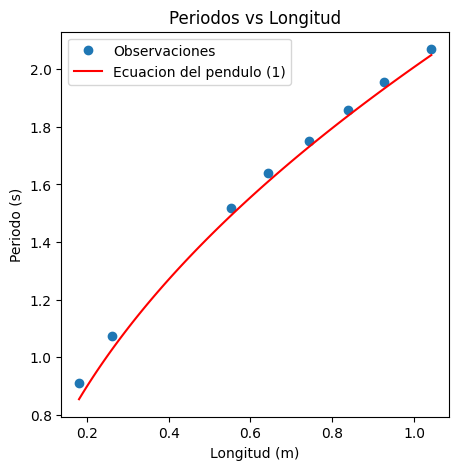 Periodos vs Longitud
Observaciones
Ecuacion del pendulo (1)
Periodo (s)
2.0
1.8
1.6
1.4
1.2
1.0
0.8
0.2
0.4
0.6
0.8
1.0
Longitud (m)